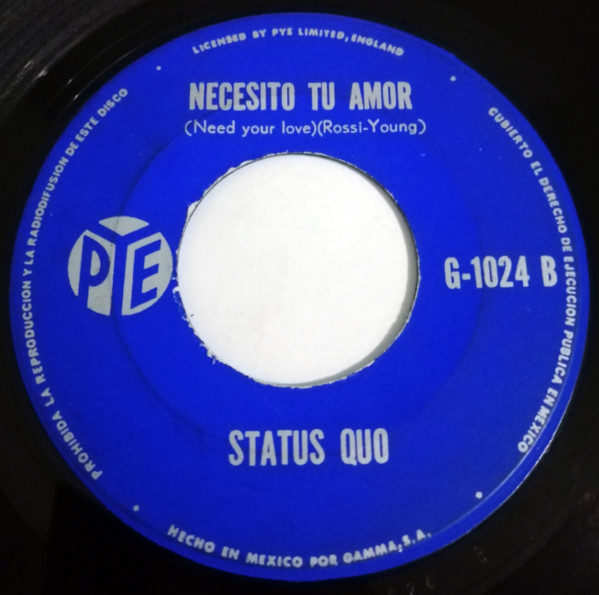 LICENSED BY PYE LIMITED, ENGLAND
NECESITO TU AMOR
(Need your love)(Rossi-Young)
PYE
G-1024 B
STATUS QUO
PROHIBIDA LA REPRODUCCION Y LA RADIODIFUSION DE ESTE DISCO
CUBIERTO EL DERECHO DE EJECUCION PUBLICA EN MEXICO
HECHO EN MEXICO POR GAMMA, S.A.